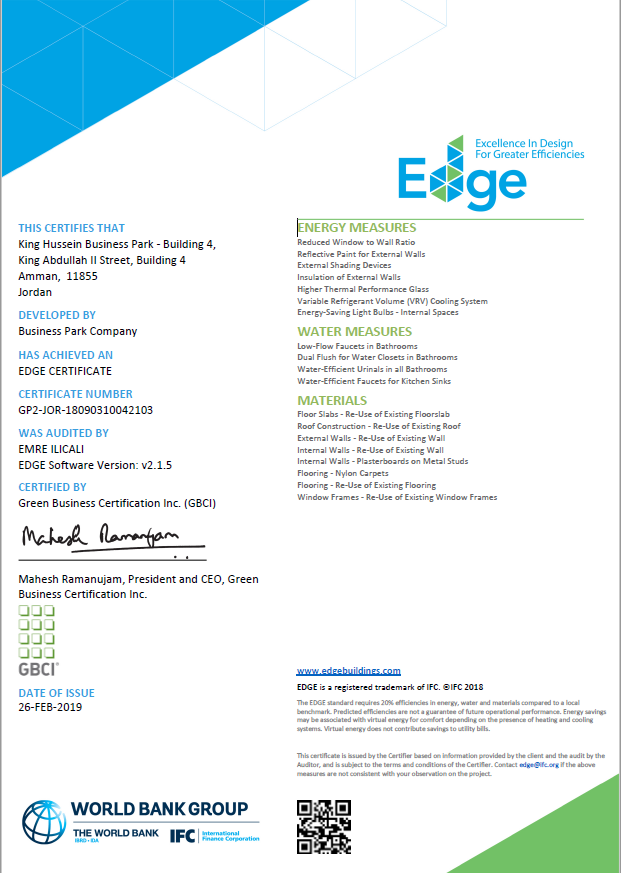 Excellence In Design
For Greater Efficiencies
Edge
THIS CERTIFIES THAT
King Hussein Business Park - Building 4,
King Abdullah II Street, Building 4
Amman, 11855
Jordan
DEVELOPED BY
Business Park Company
HAS ACHIEVED AN
EDGE CERTIFICATE
CERTIFICATE NUMBER
GP2-JOR-18090310042103
WAS AUDITED BY
EMRE ILICALI
EDGE Software Version: v2.1.5
CERTIFIED BY
Green Business Certification Inc. (GBCI)
Mahesh Ramanujam
Mahesh Ramanujam, President and CEO, Green
Business Certification Inc.
GBCI®
DATE OF ISSUE
26-FEB-2019
ENERGY MEASURES
Reduced Window to Wall Ratio
Reflective Paint for External Walls
External Shading Devices
Insulation of External Walls
Higher Thermal Performance Glass
Variable Refrigerant Volume (VRV) Cooling System
Energy-Saving Light Bulbs - Internal Spaces
WATER MEASURES
Low-Flow Faucets in Bathrooms
Dual Flush for Water Closets in Bathrooms
Water-Efficient Urinals in all Bathrooms
Water-Efficient Faucets for Kitchen Sinks
MATERIALS
Floor Slabs - Re-Use of Existing Floorslab
Roof Construction - Re-Use of Existing Roof
External Walls - Re-Use of Existing Wall
Internal Walls - Re-Use of Existing Wall
Internal Walls - Plasterboards on Metal Studs
Flooring - Nylon Carpets
Flooring - Re-Use of Existing Flooring
Window Frames - Re-Use of Existing Window Frames
www.edgebuildings.com
EDGE is a registered trademark of IFC. ©IFC 2018
The EDGE standard requires 20% efficiencies in energy, water and materials compared to a local
benchmark. Predicted efficiencies are not a guarantee of future operational performance. Energy savings
may be associated with virtual energy for comfort depending on the presence of heating and cooling
systems. Virtual energy does not contribute savings to utility bills.
This certificate is issued by the Certifier based on information provided by the client and the audit by the
Auditor, and is subject to the terms and conditions of the Certifier. Contact edge@ifc.org if the above
measures are not consistent with your observation on the project.
WORLD BANK GROUP
THE WORLD BANK
IBRD • IDA
IFC
International
Finance Corporation